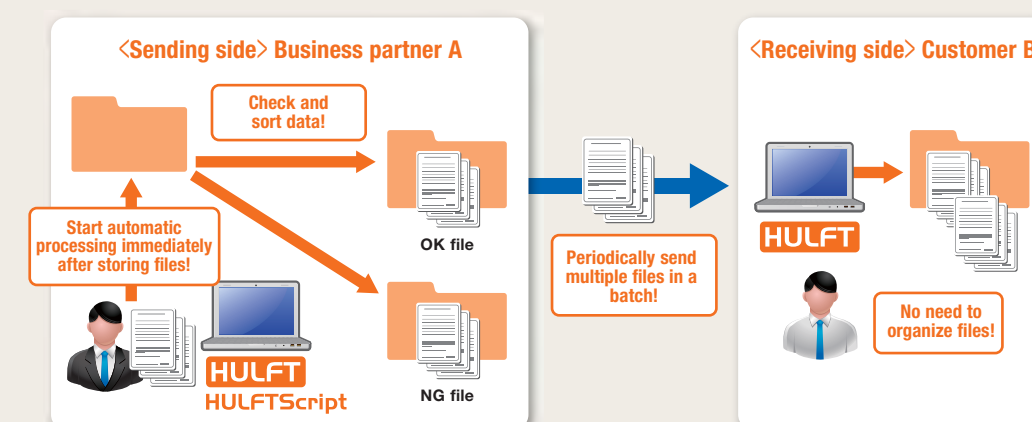 <Sending side> Business partner A
Check and
sort data!
Start automatic
processing immediately
after storing files!
OK file
HULFT
HULFTScript
NG file
Periodically send
multiple files in a
batch!
<Receiving side> Customer B
HULFT
No need to
organize files!